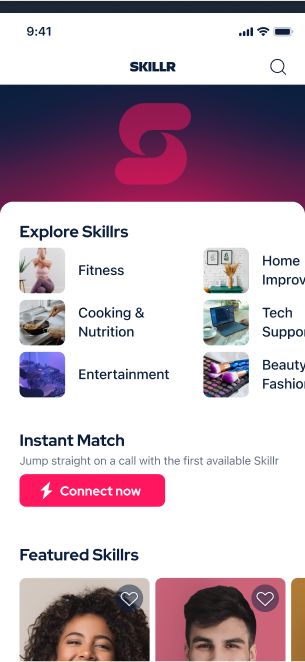 9:41
SKILLR
Explore Skillrs
Fitness
Home
Improv
Cooking &
Nutrition
Tech
Suppor
Entertainment
Beauty
Fashio
Instant Match
Jump straight on a call with the first available Skillr
Connect now
Featured Skillrs